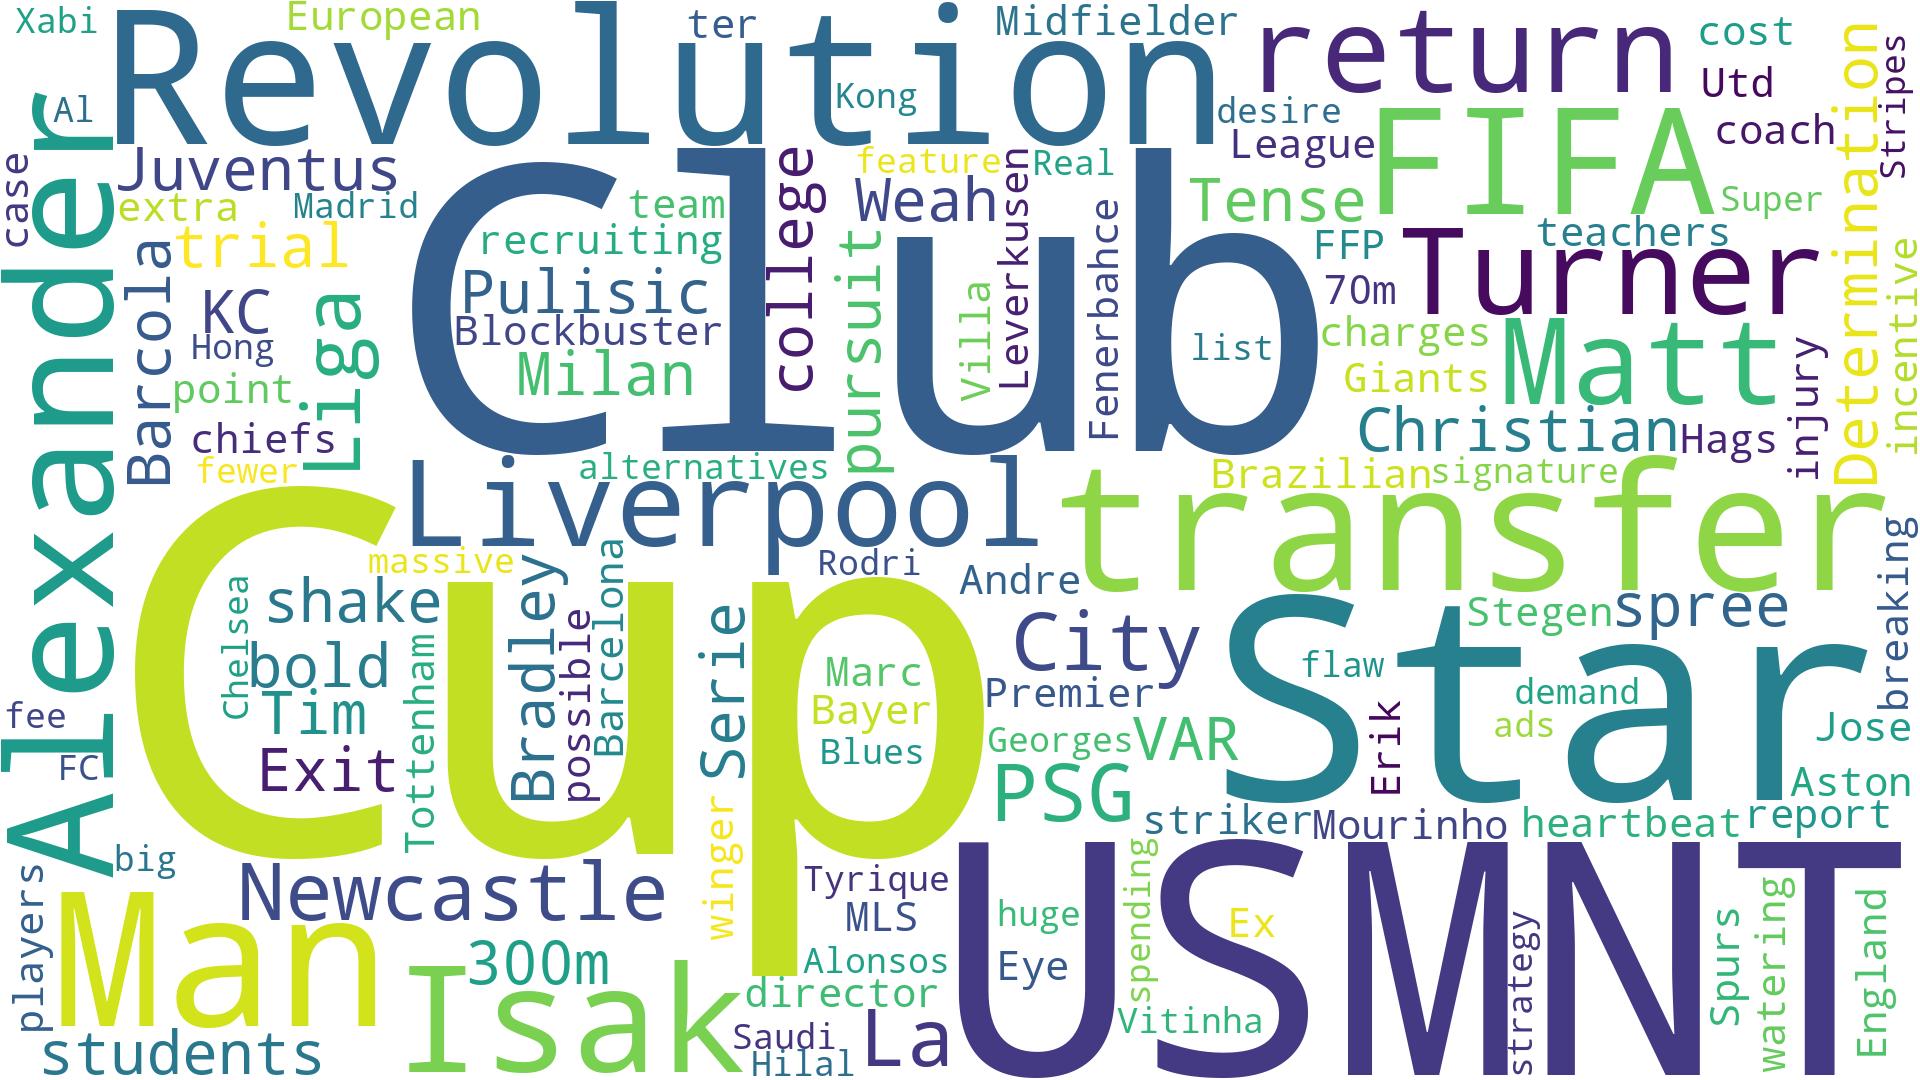 Xabi
European
ter
Midfielder
return
cost
Revolution
Kong
Utd
Determination
Stripes
Al
desire
League
FIFA
coach
Alexander
case
Juventus
college
feature
Real
Weah
Leverkusen
Tense
Super
extra
Madrid
team
Club
Fenerbahce
teachers
trial
recruiting
pursuit
FFP
Turner
incentive
Barcola
KC
Liga
Pulisic
Villa
70m
Hong
Blockbuster
list
charges
Matt
Milan
Giants
injury
point
chiefs
Christian
Hags
fewer
alternatives
Brazilian
signature
Liverpool
transfer
massive
Rodri
breaking
Cup
shake
Chelsea
Bradley
possible
Barcelona
Andre
Serie
City
Stegen
spree
Star
bold
Tottenham
Marc
flaw
Premier
demand
fee
Tim
Bayer
ads
Jose
Blues
Georges
VAR
Erik
FC
Exit
PSG
Aston
winger
striker
Mourinho
heartbeat
report
big
players
Newcastle
Tyrique
USMNT
spending
Man
MLS
huge
Ex
strategy
Spurs
watering
England
300m
Alonsos
Eye
Isak
director
students
Saudi
La
Vitinha
Hilal